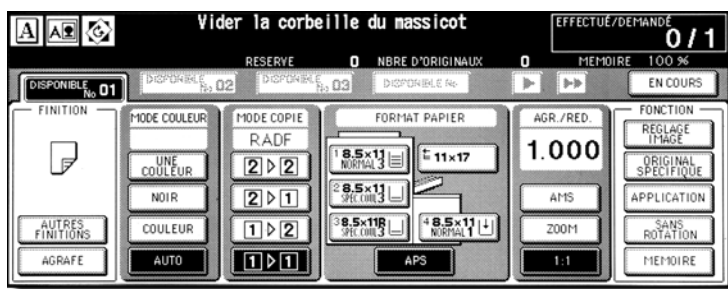 Vider la corbeille du massicot
EFFECTUÉ/DEMANDÉ
0/1
RESERVE 0 NBRE D'ORIGINAUX 0 MEMOIRE 100 %
DISPONIBLE No 01
DISPONIBLE No 02
DISPONIBLE No 03
DISPONIBLE No
EN COURS
FINITION
AUTRES
FINITIONS
AGRAFE
MODE COULEUR
UNE
COULEUR
NOIR
COULEUR
AUTO
MODE COPIE
RADF
2 ▷ 2
2 ▷ 1
1 ▷ 2
1 ▷ 1
FORMAT PAPIER
1 8.5×11
NORMAL 3
11×17
2 8.5×11
SPEC.COUL 3
3 8.5×11R
SPEC.COUL 3
4 8.5×11
NORMAL 1
APS
AGR./RED.
1.000
AMS
ZOOM
1:1
FONCTION
REGLAGE
IMAGE
ORIGINAL
SPECIFIQUE
APPLICATION
SANS
ROTATION
MEMOIRE